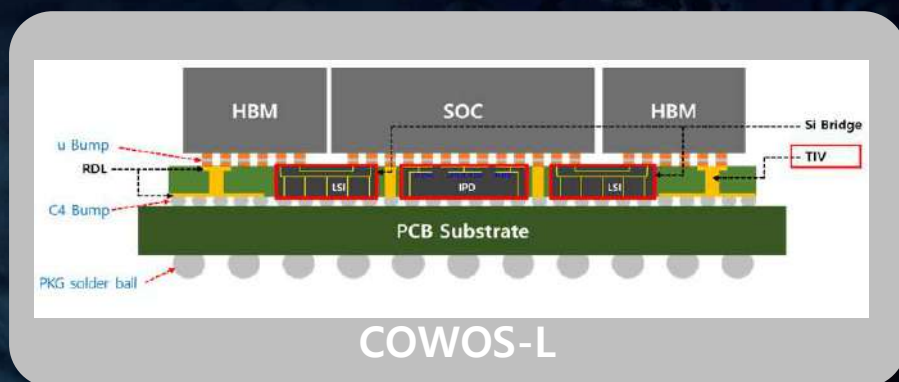 HBM SOC HBM
Si Bridge
u Bump
TIV
RDL
LSI IPD LSI
C4 Bump
PCB Substrate
PKG solder ball
COWOS-L